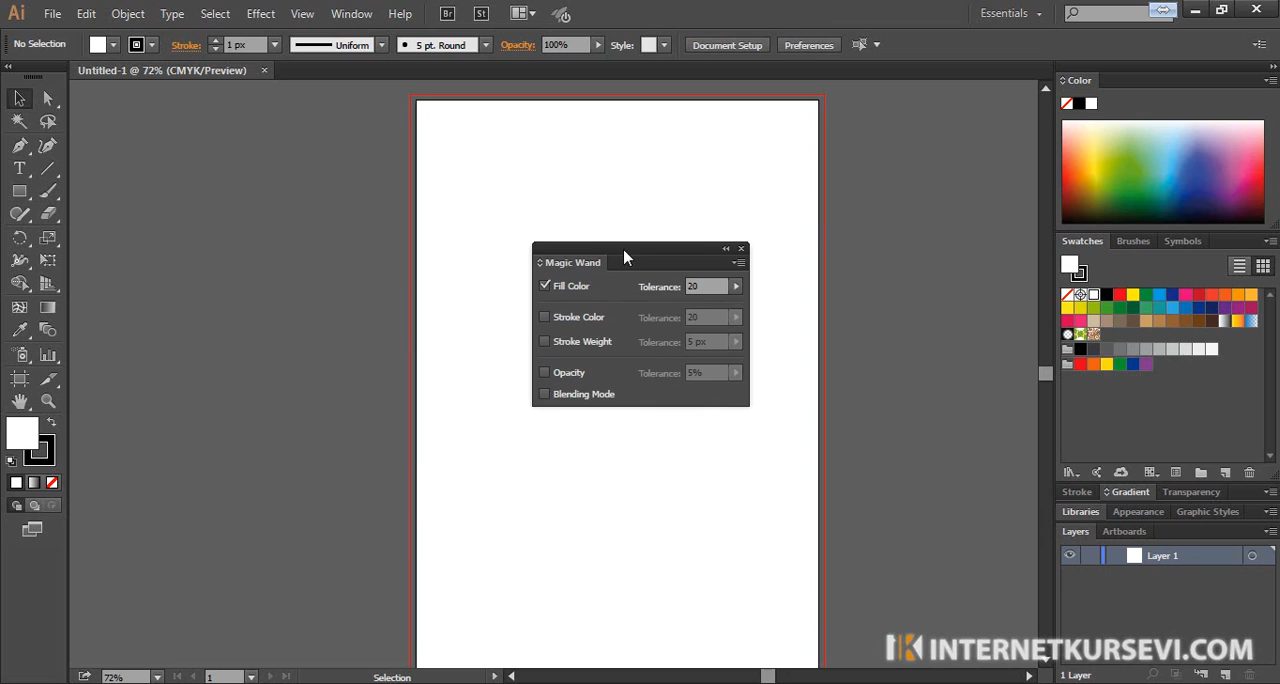 Ai File Edit Object Type Select Effect View Window Help Br St Essentials
No Selection Stroke: 1 px Uniform 5 pt. Round Opacity: 100% Style: Document Setup Preferences
Untitled-1 @ 72% (CMYK/Preview)
Color
Magic Wand
Fill Color Tolerance: 20
Stroke Color Tolerance: 20
Stroke Weight Tolerance: 5 px
Opacity Tolerance: 5%
Blending Mode
Swatches Brushes Symbols
Stroke Gradient Transparency
Libraries Appearance Graphic Styles
Layers Artboards
Layer 1
INTERNETKURSEVI.COM
72% 1 Selection 1 Layer